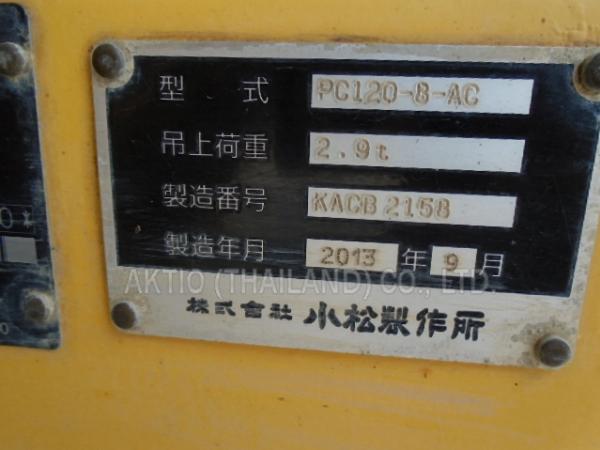 型式 PC120-8-AC
吊上荷重 2.9t
製造番号 KACB 2158
製造年月 2013 年 9 月
AKTIO (THAILAND) CO., LTD.
株式會社 小松製作所